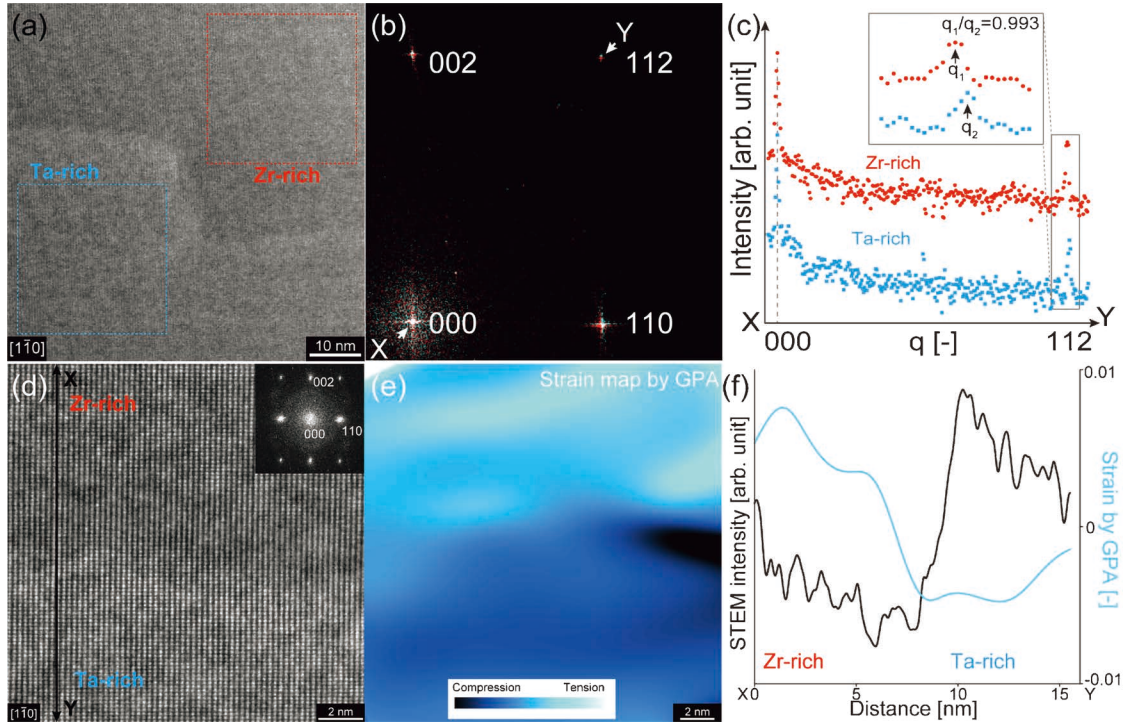 (a)
Ta-rich
Zr-rich
[11̄0]
10 nm
(b)
002
Y
112
000
X
110
(c)
q₁/q₂=0.993
q₁
q₂
Zr-rich
Ta-rich
Intensity [arb. unit]
X
000
q [-]
112
Y
(d)
X
Zr-rich
002
000
110
Ta-rich
Y
[11̄0]
2 nm
(e)
Strain map by GPA
Compression
Tension
2 nm
(f)
0.01
0
-0.01
STEM intensity [arb. unit]
Strain by GPA [-]
Zr-rich
Ta-rich
X
0
5
10
15
Y
Distance [nm]